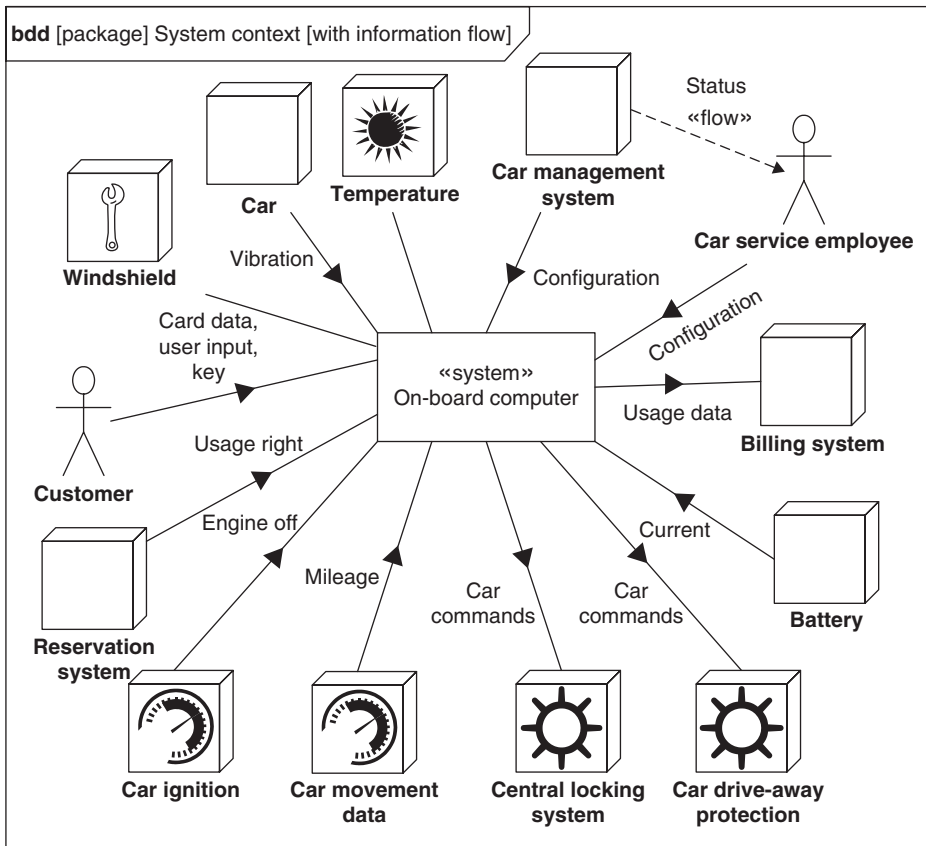 bdd [package] System context [with information flow]
Status
«flow»
Car
Temperature
Car management
system
Car service employee
Windshield
Vibration
Configuration
Configuration
Card data,
user input,
key
«system»
On-board computer
Usage data
Billing system
Customer
Usage right
Engine off
Current
Mileage
Car
commands
Car
commands
Battery
Reservation
system
Car ignition
Car movement
data
Central locking
system
Car drive-away
protection